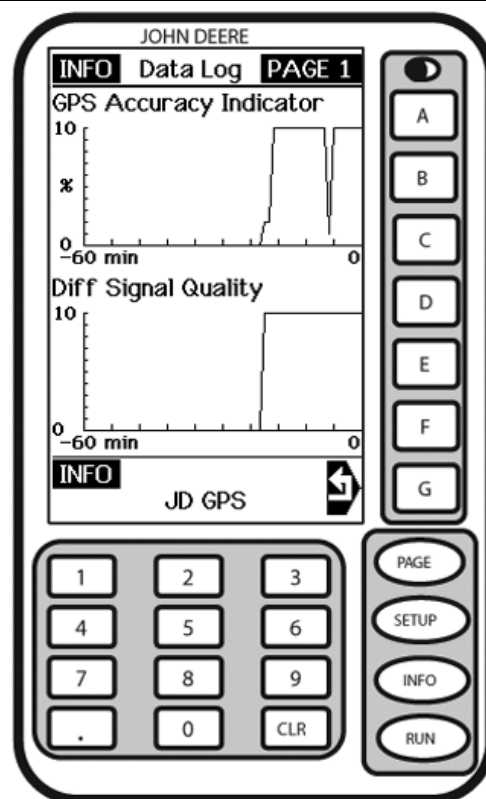 JOHN DEERE
INFO Data Log PAGE 1
GPS Accuracy Indicator
10
%
0
-60 min 0
Diff Signal Quality
10
0
-60 min 0
INFO
JD GPS
A
B
C
D
E
F
G
1 2 3
4 5 6
7 8 9
. 0 CLR
PAGE
SETUP
INFO
RUN